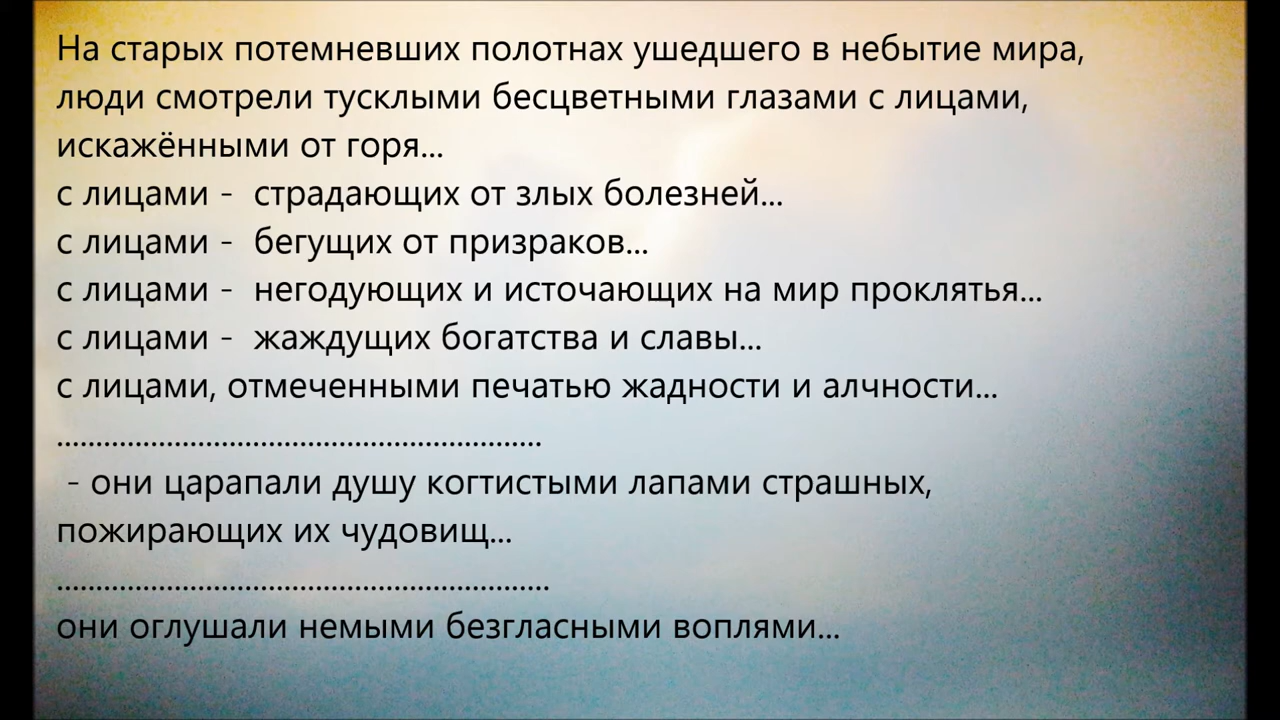 На старых потемневших полотнах ушедшего в небытие мира,
люди смотрели тусклыми бесцветными глазами с лицами,
искажёнными от горя...
с лицами -  страдающих от злых болезней...
с лицами -  бегущих от призраков...
с лицами -  негодующих и источающих на мир проклятья...
с лицами -  жаждущих богатства и славы...
с лицами, отмеченными печатью жадности и алчности...
..............................................................
- они царапали душу когтистыми лапами страшных,
пожирающих их чудовищ...
...............................................................
они оглушали немыми безгласными воплями...